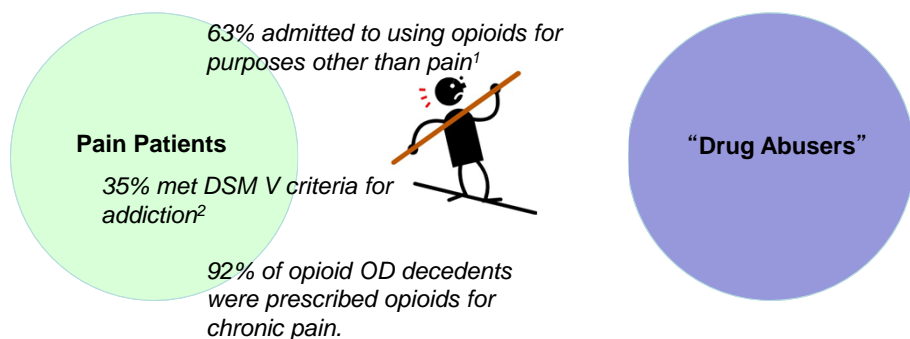 63% admitted to using opioids for
purposes other than pain1
Pain Patients
35% met DSM V criteria for
addiction2
92% of opioid OD decedents
were prescribed opioids for
chronic pain.
“Drug Abusers”